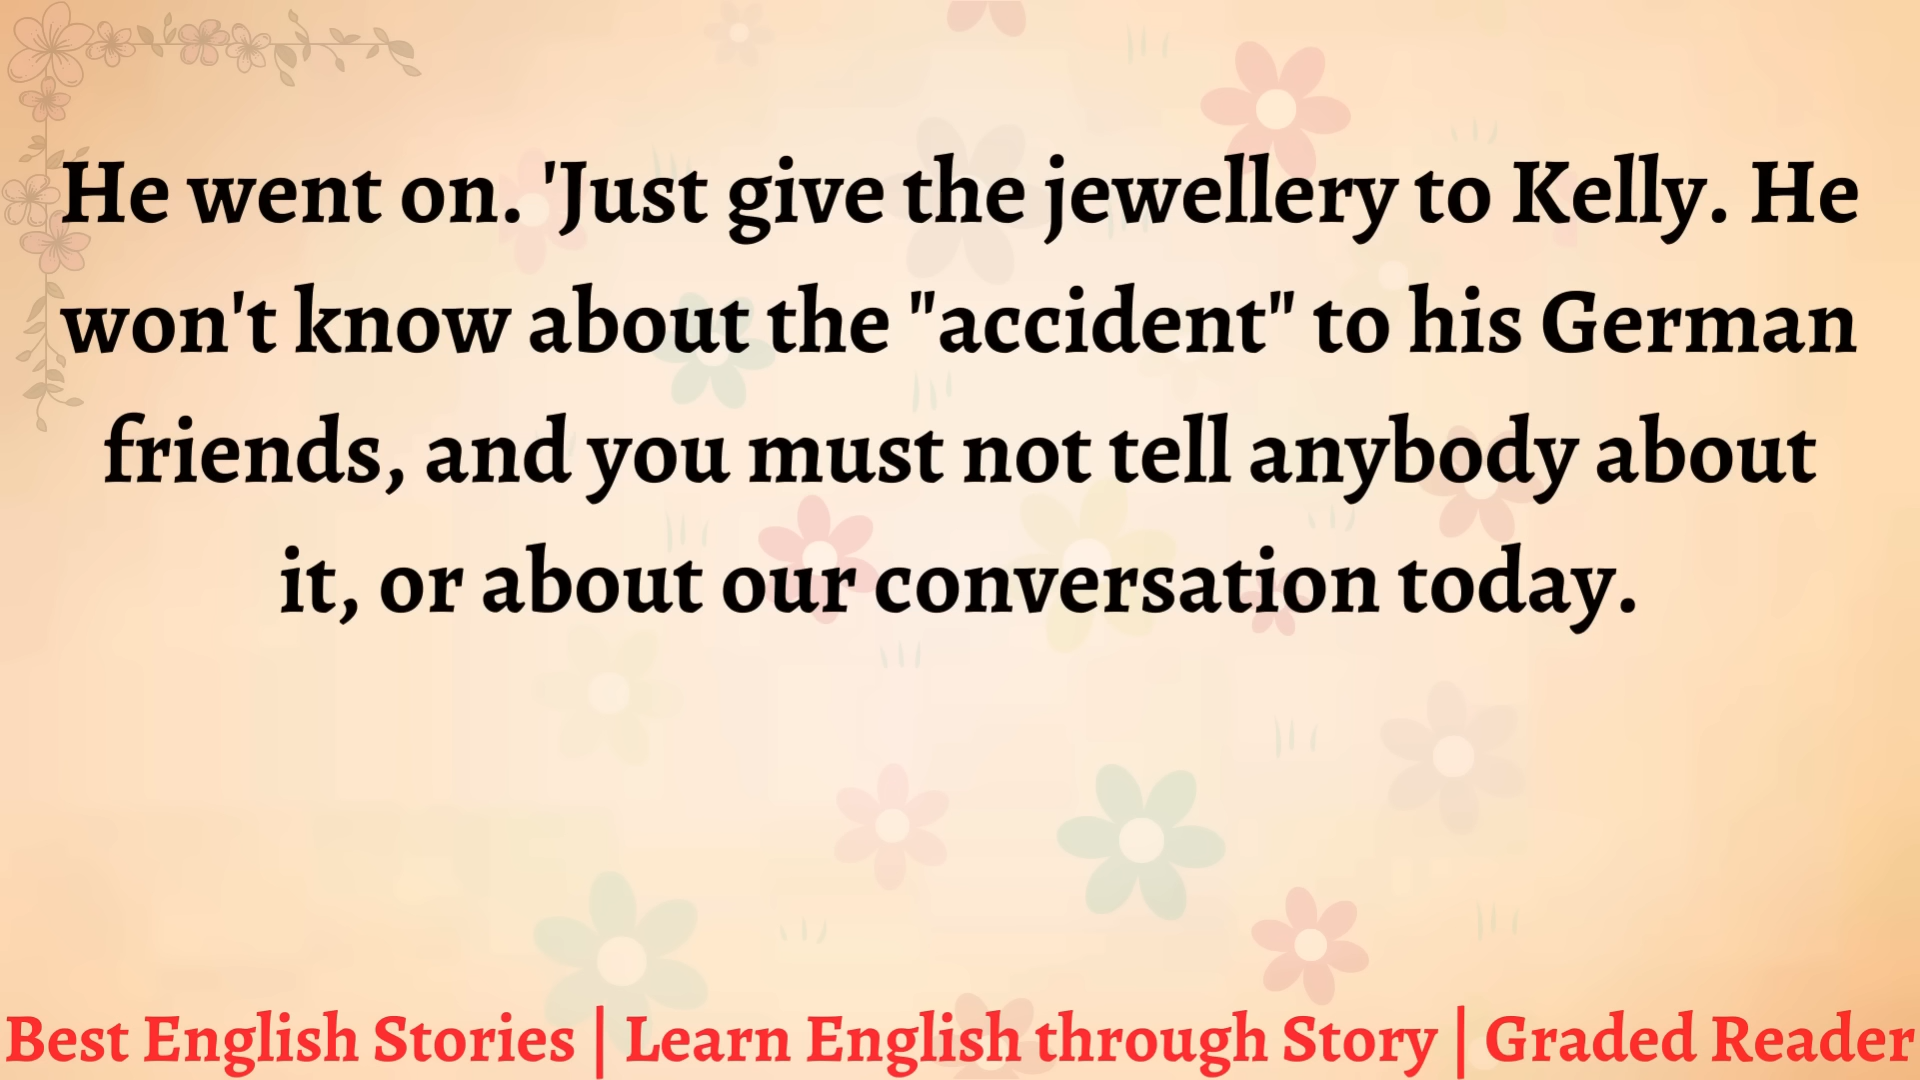 He went on. 'Just give the jewellery to Kelly. He
won't know about the "accident" to his German
friends, and you must not tell anybody about
it, or about our conversation today.
Best English Stories | Learn English through Story | Graded Reader